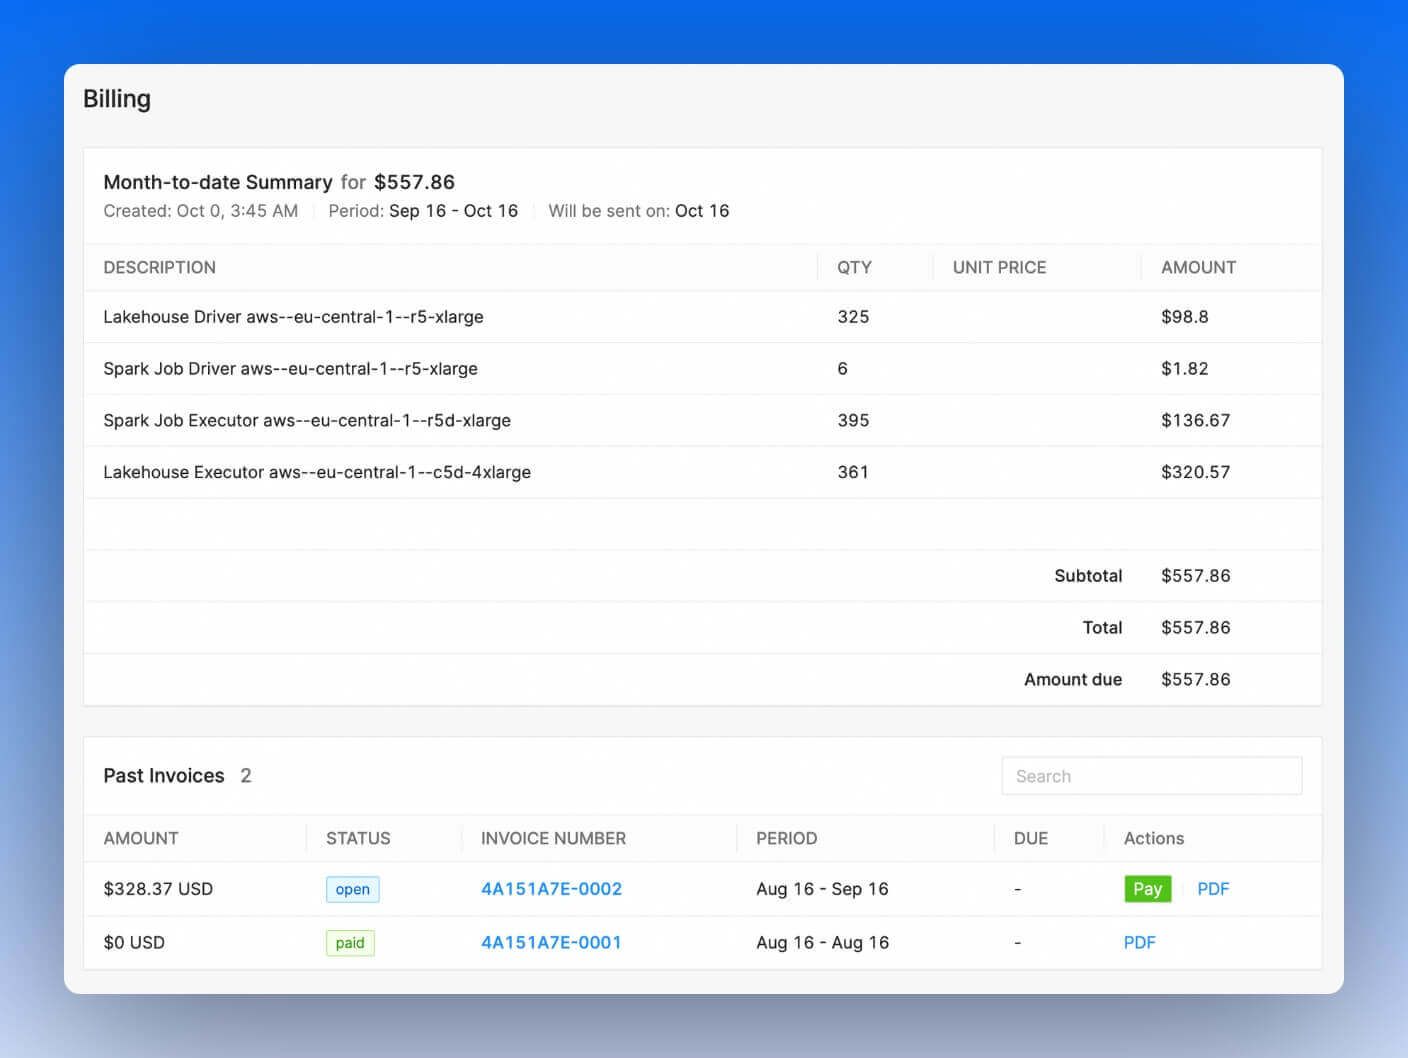 Billing
Month-to-date Summary for $557.86
Created: Oct 0, 3:45 AM Period: Sep 16 - Oct 16 Will be sent on: Oct 16
DESCRIPTION QTY UNIT PRICE AMOUNT
Lakehouse Driver aws--eu-central-1--r5-xlarge 325 $98.8
Spark Job Driver aws--eu-central-1--r5-xlarge 6 $1.82
Spark Job Executor aws--eu-central-1--r5d-xlarge 395 $136.67
Lakehouse Executor aws--eu-central-1--c5d-4xlarge 361 $320.57
Subtotal $557.86
Total $557.86
Amount due $557.86
Past Invoices 2 Search
AMOUNT STATUS INVOICE NUMBER PERIOD DUE Actions
$328.37 USD open 4A151A7E-0002 Aug 16 - Sep 16 - Pay PDF
$0 USD paid 4A151A7E-0001 Aug 16 - Aug 16 - PDF